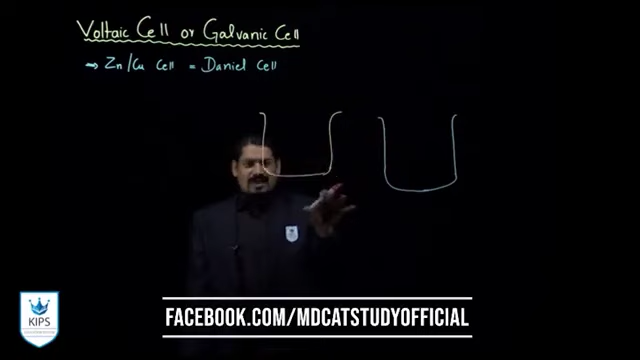 Voltaic Cell or Galvanic Cell
→ Zn/Cu Cell = Daniel Cell
KIPS
FACEBOOK.COM/MDCATSTUDYOFFICIAL